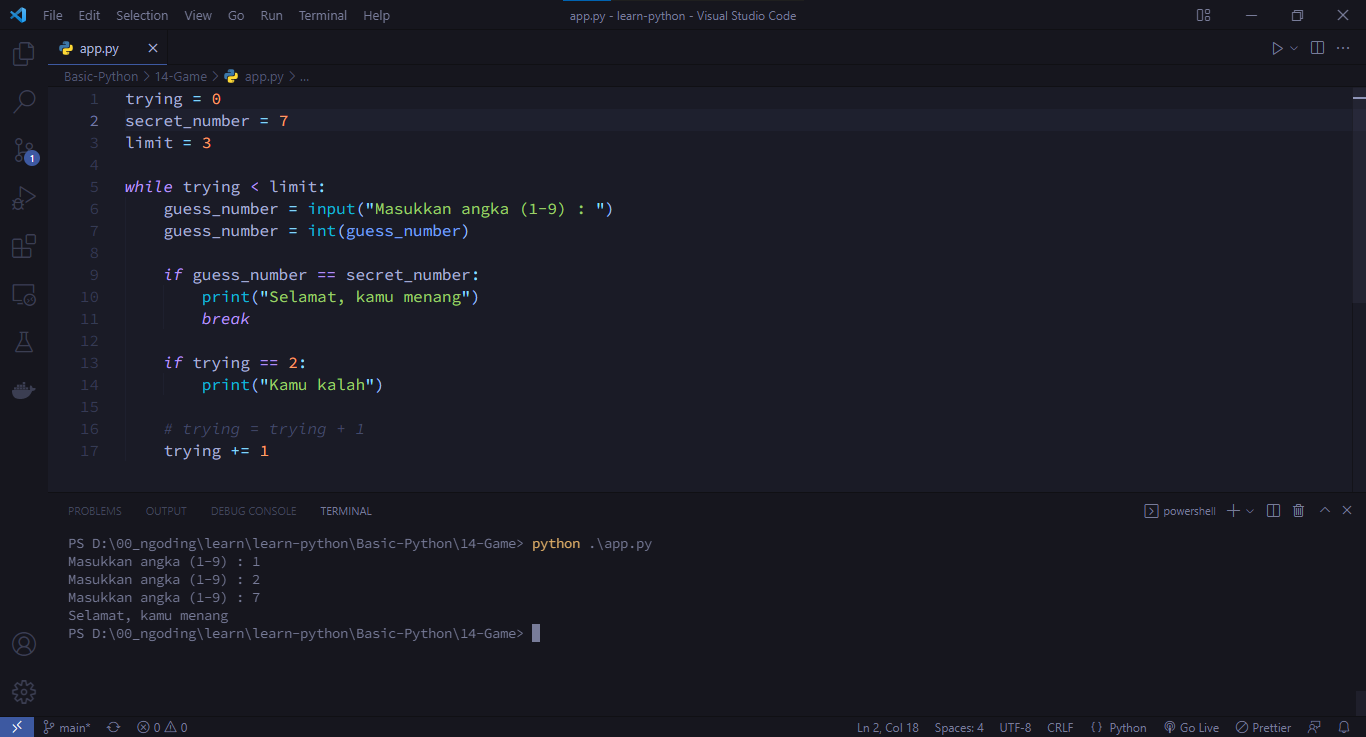 File Edit Selection View Go Run Terminal Help app.py - learn-python - Visual Studio Code
app.py
Basic-Python > 14-Game > app.py > ...
1 trying = 0
2 secret_number = 7
3 limit = 3
4
5 while trying < limit:
6 guess_number = input("Masukkan angka (1-9) : ")
7 guess_number = int(guess_number)
8
9 if guess_number == secret_number:
10 print("Selamat, kamu menang")
11 break
12
13 if trying == 2:
14 print("Kamu kalah")
15
16 # trying = trying + 1
17 trying += 1
1
PROBLEMS OUTPUT DEBUG CONSOLE TERMINAL powershell
PS D:\00_ngoding\learn\learn-python\Basic-Python\14-Game> python .\app.py
Masukkan angka (1-9) : 1
Masukkan angka (1-9) : 2
Masukkan angka (1-9) : 7
Selamat, kamu menang
PS D:\00_ngoding\learn\learn-python\Basic-Python\14-Game>
main* 0 0 Ln 2, Col 18 Spaces: 4 UTF-8 CRLF { } Python Go Live Prettier